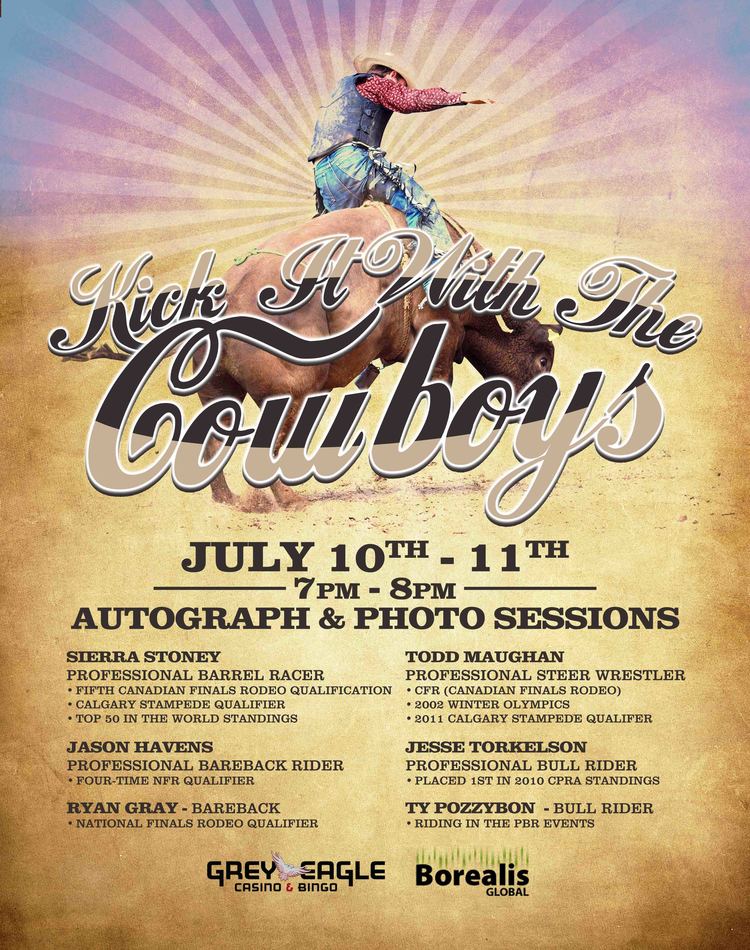 Kick It With The
Cowboys
JULY 10TH - 11TH
7PM - 8PM
AUTOGRAPH & PHOTO SESSIONS
SIERRA STONEY
PROFESSIONAL BARREL RACER
• FIFTH CANADIAN FINALS RODEO QUALIFICATION
• CALGARY STAMPEDE QUALIFIER
• TOP 50 IN THE WORLD STANDINGS
JASON HAVENS
PROFESSIONAL BAREBACK RIDER
• FOUR-TIME NFR QUALIFIER
RYAN GRAY - BAREBACK
• NATIONAL FINALS RODEO QUALIFIER
TODD MAUGHAN
PROFESSIONAL STEER WRESTLER
• CFR (CANADIAN FINALS RODEO)
• 2002 WINTER OLYMPICS
• 2011 CALGARY STAMPEDE QUALIFER
JESSE TORKELSON
PROFESSIONAL BULL RIDER
• PLACED 1ST IN 2010 CPRA STANDINGS
TY POZZYBON - BULL RIDER
• RIDING IN THE PBR EVENTS
GREY EAGLE
CASINO & BINGO
Borealis
GLOBAL